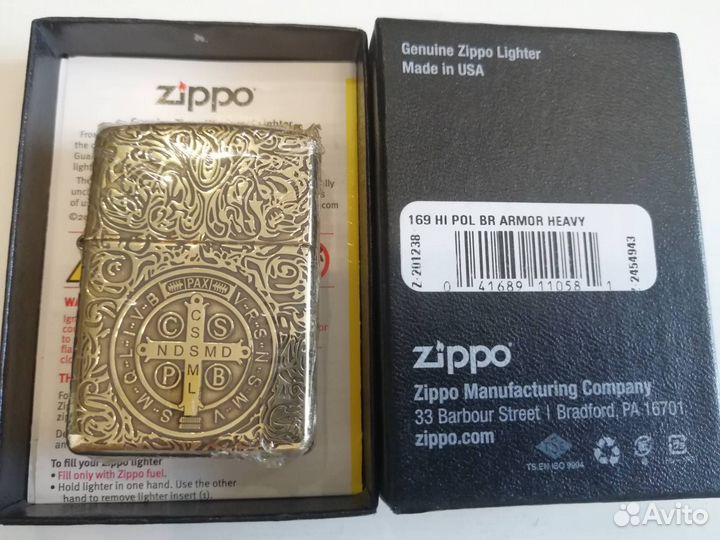 zippo
PAX
V-R-S-N-S-M-V
S-M-Q-L-I-V-B
C S
C
S
S
NDSMD
M
L
P B
To fill your Zippo lighter
• Fill only with Zippo fuel.
• Hold lighter in one hand. Use the other
hand to remove lighter insert (1).
Genuine Zippo Lighter
Made in USA
169 HI POL BR ARMOR HEAVY
Z-201238
2454943
0 41689 11058 1
zippo
Zippo Manufacturing Company
33 Barbour Street | Bradford, PA 16701
zippo.com
TS EN ISO 9994
Avito